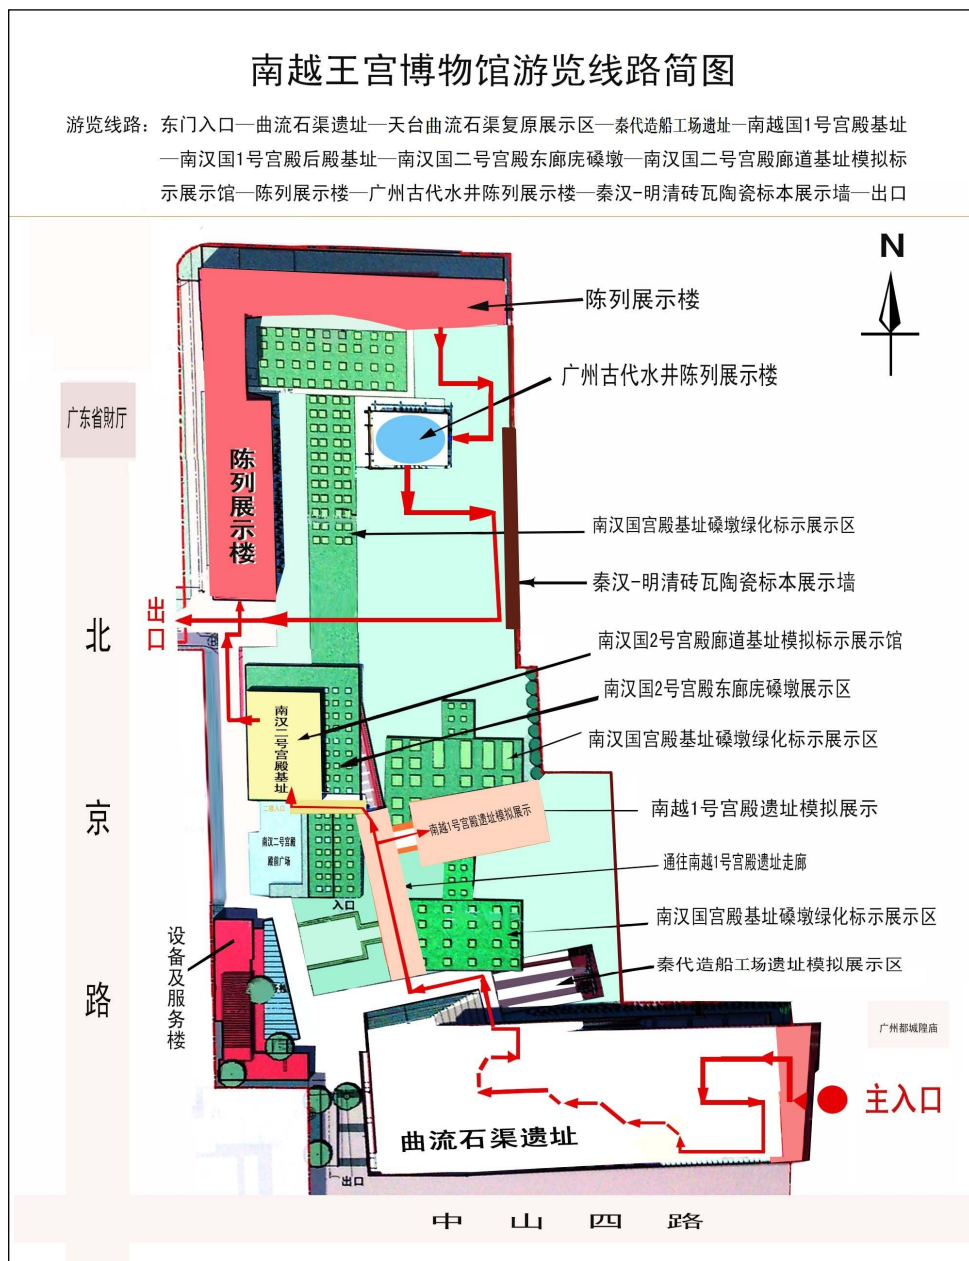 南越王宫博物馆游览线路简图
游览线路：东门入口—曲流石渠遗址—天台曲流石渠复原展示区—秦代造船工场遗址—南越国1号宫殿基址
—南汉国1号宫殿后殿基址—南汉国二号宫殿东廊庑磉墩—南汉国二号宫殿廊道基址模拟标
示展示馆—陈列展示楼—广州古代水井陈列展示楼—秦汉-明清砖瓦陶瓷标本展示墙—出口
N
陈列展示楼
广州古代水井陈列展示楼
广东省财厅
陈列展示楼
南汉国宫殿基址磉墩绿化标示展示区
秦汉-明清砖瓦陶瓷标本展示墙
出口
北京路
南汉国2号宫殿廊道基址模拟标示展示馆
南汉国2号宫殿东廊庑磉墩展示区
南汉二号宫殿基址
南汉国宫殿基址磉墩绿化标示展示区
南越1号宫殿遗址模拟展示
南越1号宫殿遗址模拟展示
南汉二号宫殿
殿前广场
通往南越1号宫殿遗址走廊
入口
南汉国宫殿基址磉墩绿化标示展示区
设备及服务楼
秦代造船工场遗址模拟展示区
广州都城隍庙
主入口
曲流石渠遗址
出口
中山四路